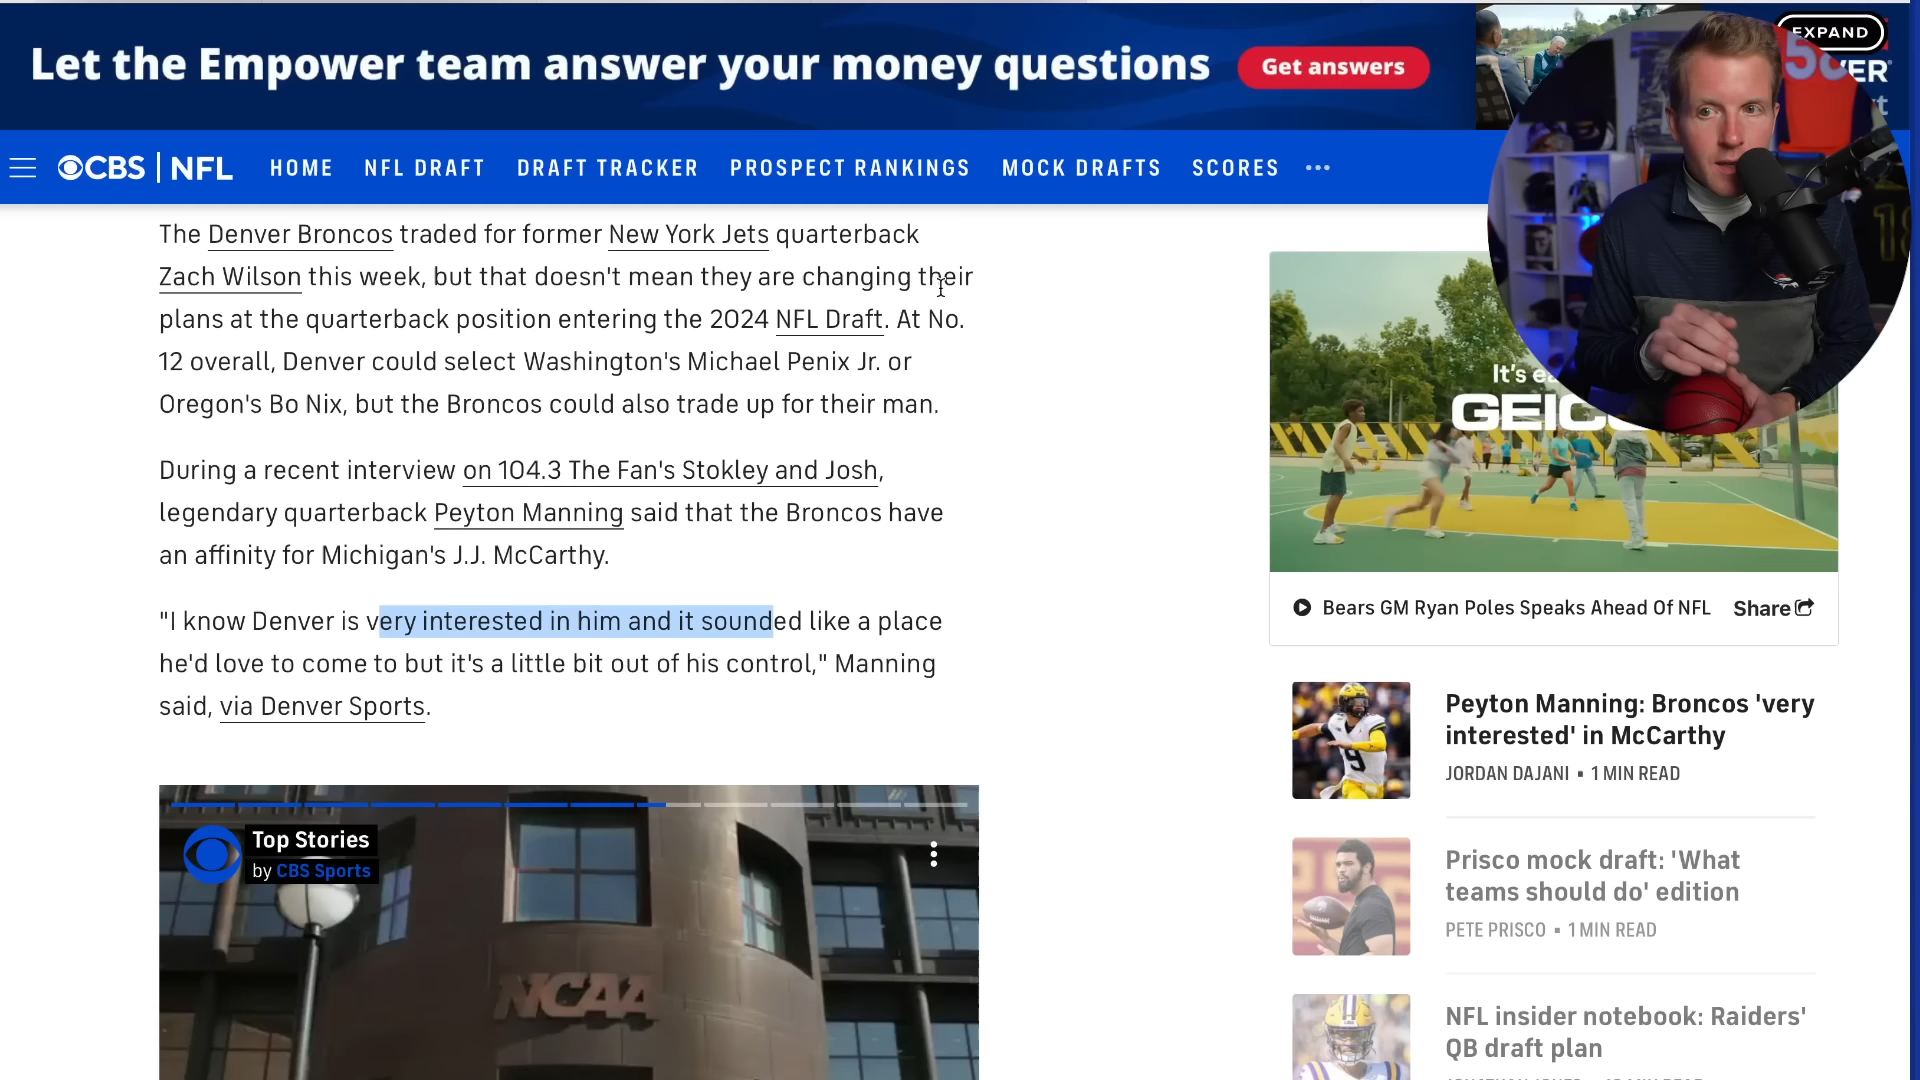 Let the Empower team answer your money questions
Get answers
EXPAND
CBS | NFL
HOME
NFL DRAFT
DRAFT TRACKER
PROSPECT RANKINGS
MOCK DRAFTS
SCORES
The Denver Broncos traded for former New York Jets quarterback
Zach Wilson this week, but that doesn't mean they are changing their
plans at the quarterback position entering the 2024 NFL Draft. At No.
12 overall, Denver could select Washington's Michael Penix Jr. or
Oregon's Bo Nix, but the Broncos could also trade up for their man.
During a recent interview on 104.3 The Fan's Stokley and Josh,
legendary quarterback Peyton Manning said that the Broncos have
an affinity for Michigan's J.J. McCarthy.
"I know Denver is very interested in him and it sounded like a place
he'd love to come to but it's a little bit out of his control," Manning
said, via Denver Sports.
Top Stories
by CBS Sports
NCAA
It's
Bears GM Ryan Poles Speaks Ahead Of NFL
Share
Peyton Manning: Broncos 'very
interested' in McCarthy
JORDAN DAJANI ▪ 1 MIN READ
Prisco mock draft: 'What
teams should do' edition
PETE PRISCO ▪ 1 MIN READ
NFL insider notebook: Raiders'
QB draft plan